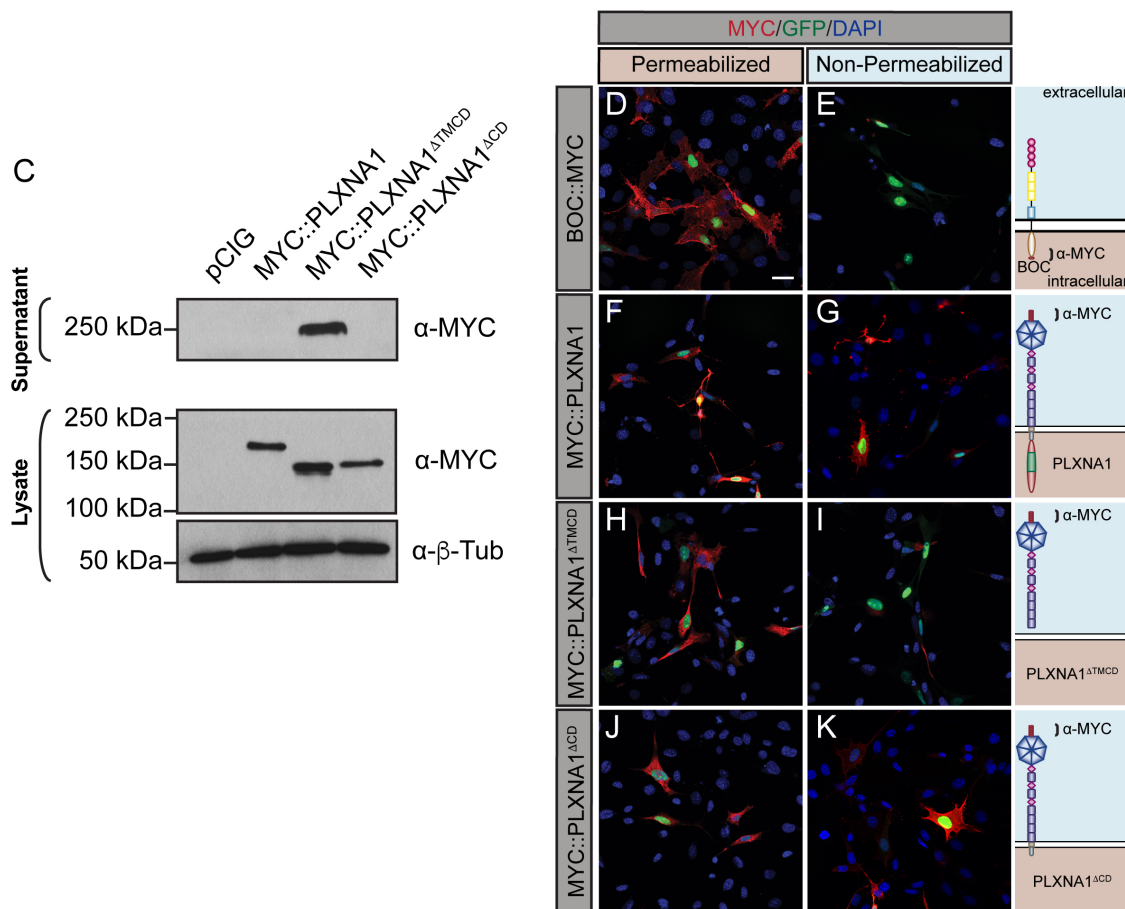 MYC/GFP/DAPI
Permeabilized
Non-Permeabilized
C
pCIG
MYC::PLXNA1
MYC::PLXNA1ΔTMCD
MYC::PLXNA1ΔCD
Supernatant
250 kDa
α-MYC
Lysate
250 kDa
150 kDa
100 kDa
α-MYC
50 kDa
α-β-Tub
BOC::MYC
D
E
extracellular
α-MYC
BOC
intracellular
MYC::PLXNA1
F
G
α-MYC
PLXNA1
MYC::PLXNA1ΔTMCD
H
I
α-MYC
PLXNA1ΔTMCD
MYC::PLXNA1ΔCD
J
K
α-MYC
PLXNA1ΔCD